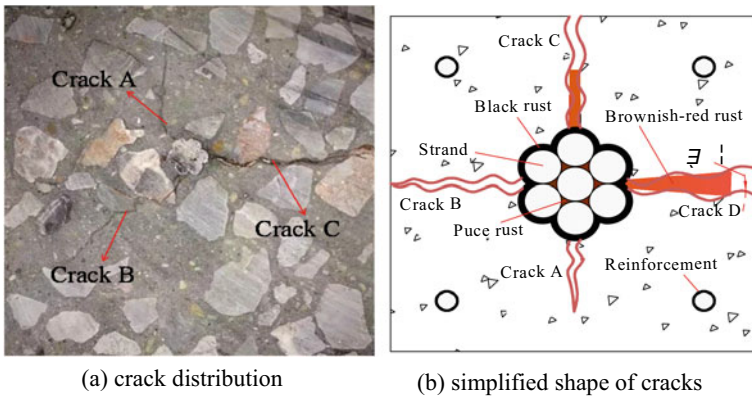 Crack A
Crack B
Crack C
(a) crack distribution
Crack C
Black rust
Brownish-red rust
Strand
Crack B
Crack D
Puce rust
Crack A
Reinforcement
(b) simplified shape of cracks